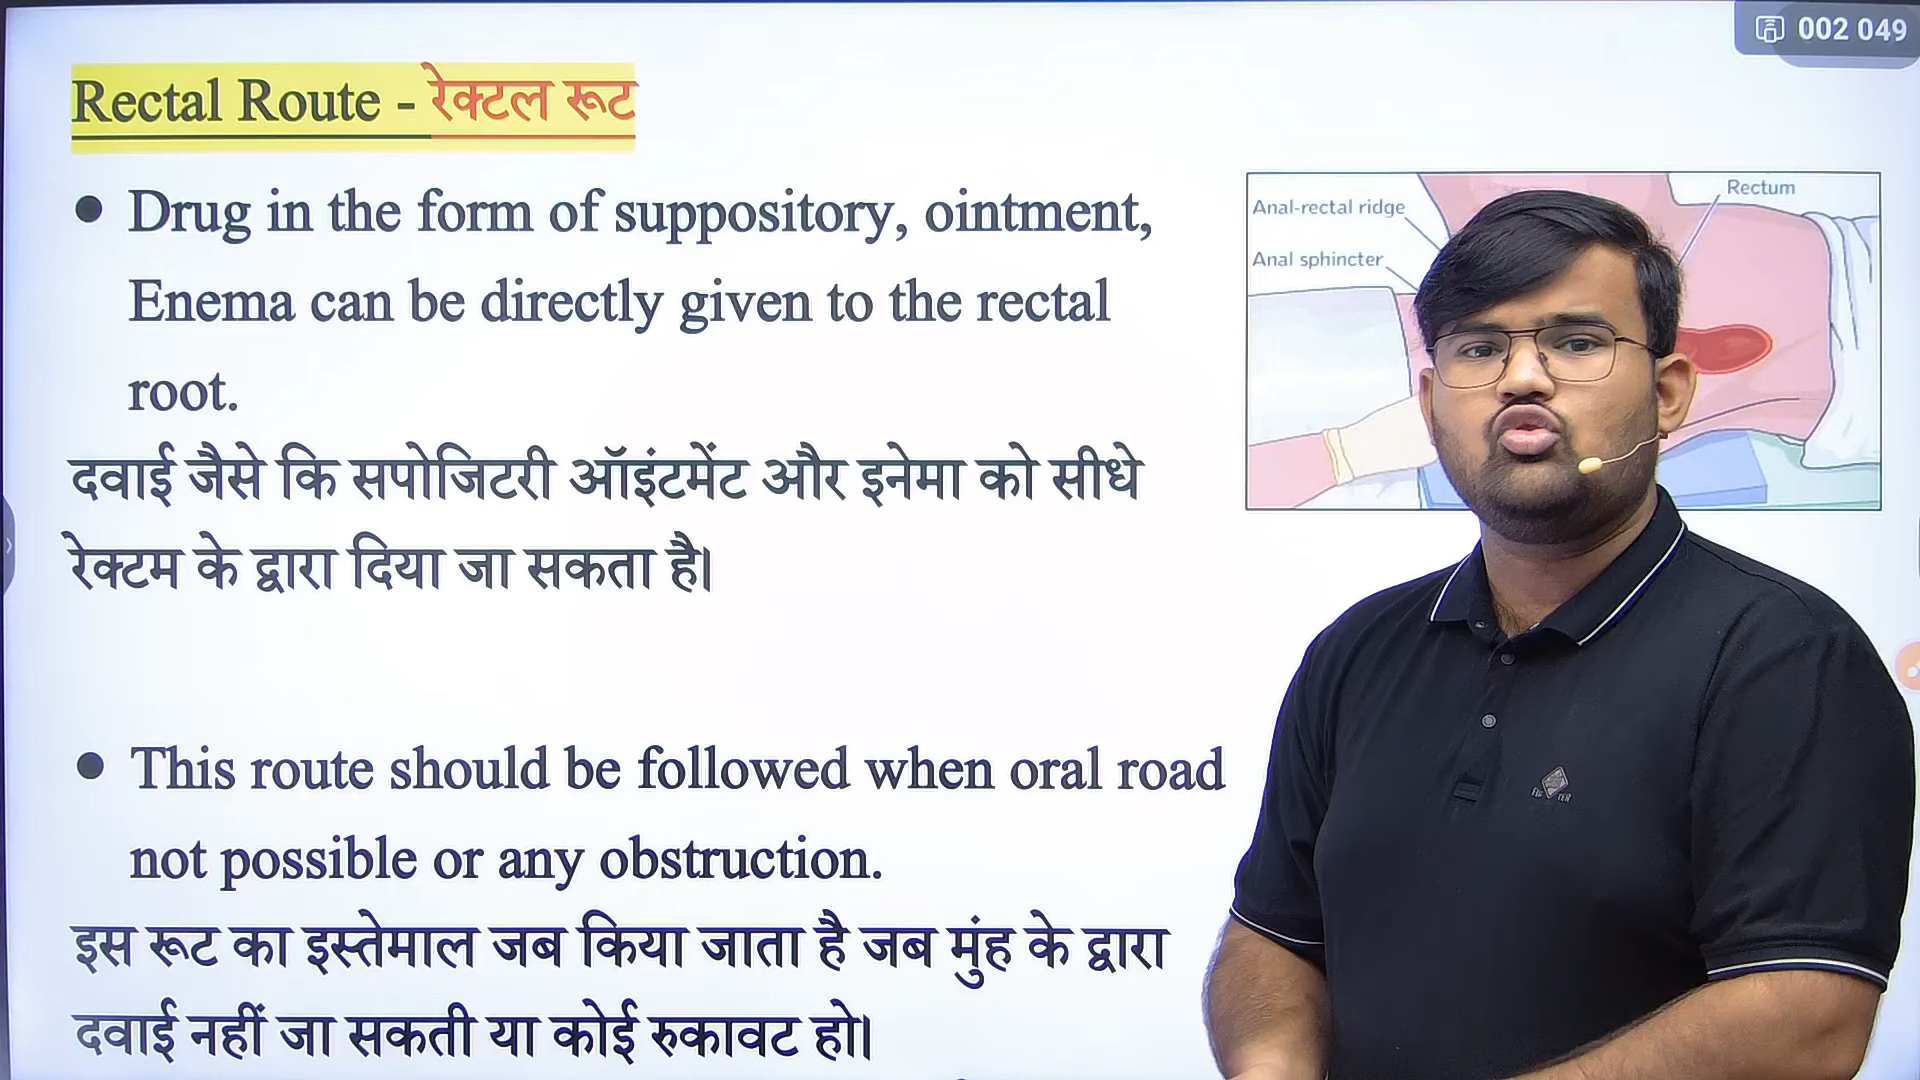 002 049
Rectal Route - रेक्टल रूट
● Drug in the form of suppository, ointment,
Enema can be directly given to the rectal
root.
दवाई जैसे कि सपोजिटरी ऑइंटमेंट और इनेमा को सीधे
रेक्टम के द्वारा दिया जा सकता है।
Anal-rectal ridge
Rectum
Anal sphincter
● This route should be followed when oral road
not possible or any obstruction.
इस रूट का इस्तेमाल जब किया जाता है जब मुंह के द्वारा
दवाई नहीं जा सकती या कोई रुकावट हो।